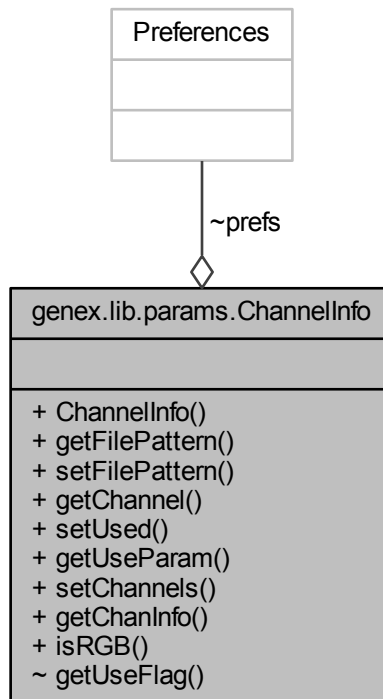 Preferences
~prefs
genex.lib.params.ChannelInfo
+ ChannelInfo()
+ getFilePattern()
+ setFilePattern()
+ getChannel()
+ setUsed()
+ getUseParam()
+ setChannels()
+ getChanInfo()
+ isRGB()
~ getUseFlag()